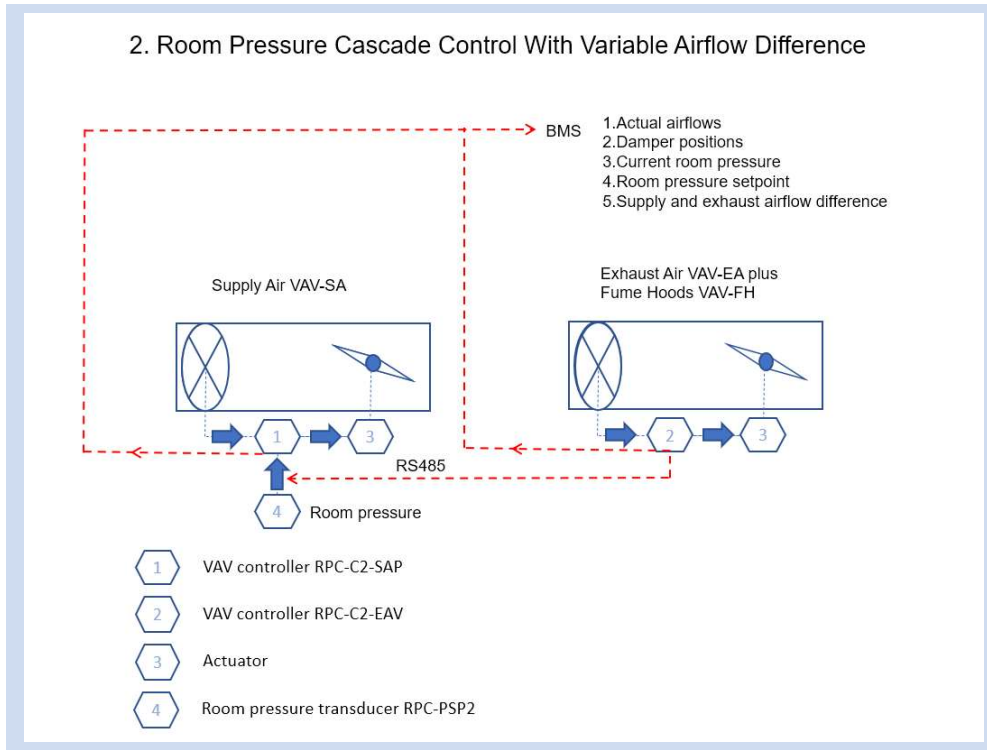 2. Room Pressure Cascade Control With Variable Airflow Difference
BMS
1.Actual airflows
2.Damper positions
3.Current room pressure
4.Room pressure setpoint
5.Supply and exhaust airflow difference
Supply Air VAV-SA
Exhaust Air VAV-EA plus
Fume Hoods VAV-FH
1
3
2
3
RS485
4
Room pressure
1
VAV controller RPC-C2-SAP
2
VAV controller RPC-C2-EAV
3
Actuator
4
Room pressure transducer RPC-PSP2